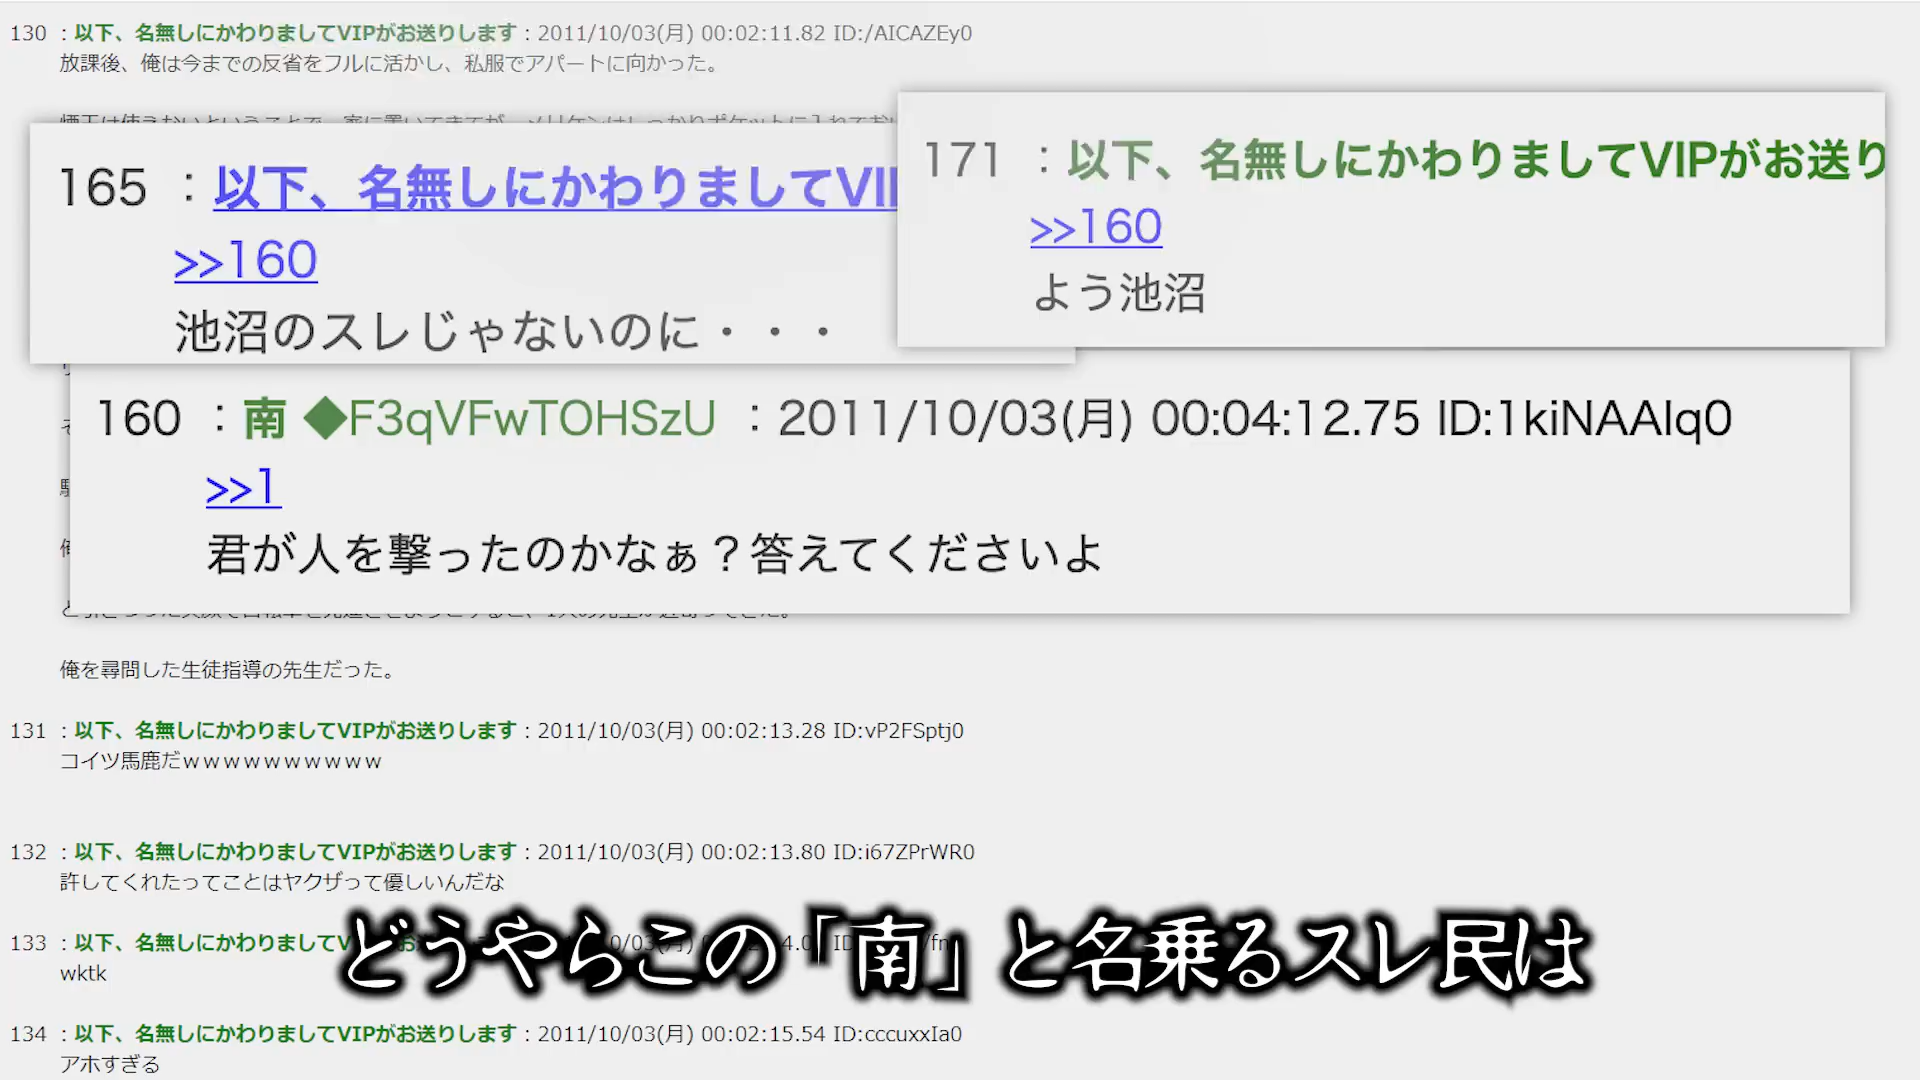 130 ：以下、名無しにかわりましてVIPがお送りします：2011/10/03(月) 00:02:11.82 ID:/AICAZEy0
放課後、俺は今までの反省をフルに活かし、私服でアパートに向かった。
165 ：以下、名無しにかわりましてVI
>>160
池沼のスレじゃないのに・・・
171 ：以下、名無しにかわりましてVIPがお送り
>>160
よう池沼
160 ：南 ◆F3qVFwTOHSzU ：2011/10/03(月) 00:04:12.75 ID:1kiNAAIq0
>>1
君が人を撃ったのかなぁ？答えてくださいよ
俺を尋問した生徒指導の先生だった。
131 ：以下、名無しにかわりましてVIPがお送りします：2011/10/03(月) 00:02:13.28 ID:vP2FSptj0
コイツ馬鹿だｗｗｗｗｗｗｗｗｗｗ
132 ：以下、名無しにかわりましてVIPがお送りします：2011/10/03(月) 00:02:13.80 ID:i67ZPrWR0
許してくれたってことはヤクザって優しいんだな
133 ：以下、名無しにかわりましてV
wktk
どうやらこの「南」と名乗るスレ民は
134 ：以下、名無しにかわりましてVIPがお送りします：2011/10/03(月) 00:02:15.54 ID:cccuxxIa0
アホすぎる